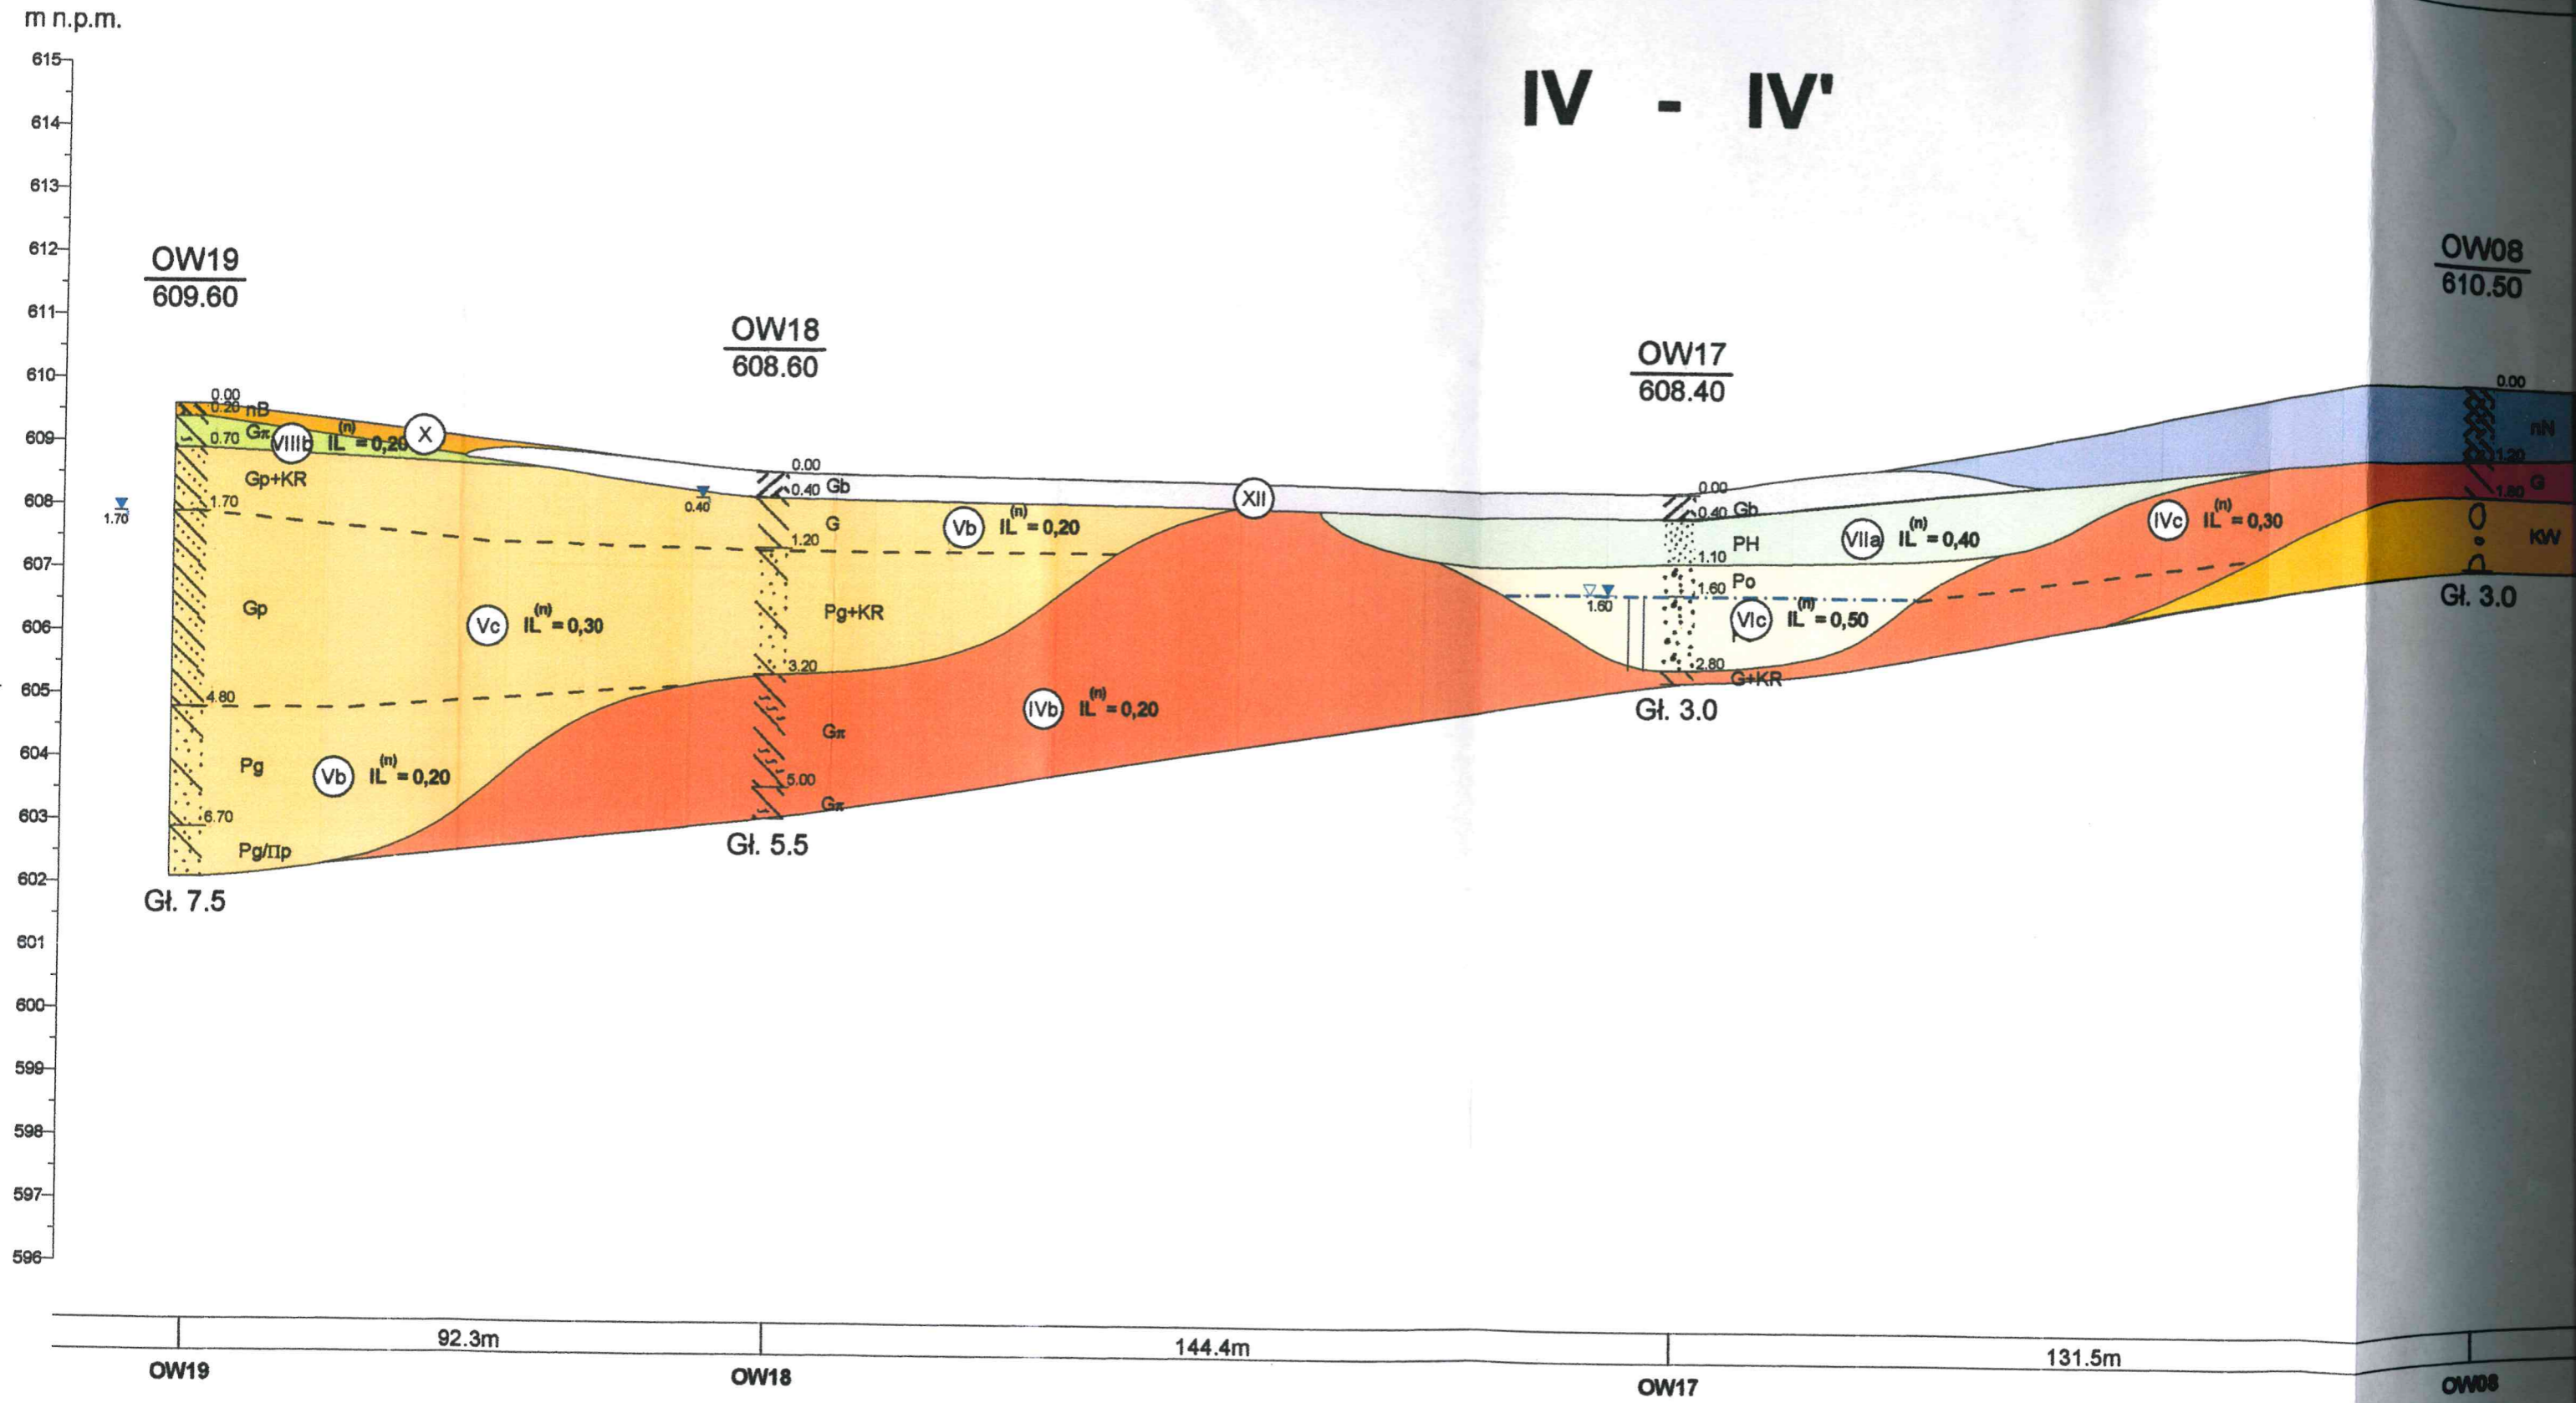 m n.p.m.
IV - IV'
615
614
613
612
611
610
609
608
607
606
605
604
603
602
601
600
599
598
597
596
OW19
609.60
0.00
0.20 nB
Gπ
0.70
VIIIb IL(n) = 0,20
X
Gp+KR
1.70
1.70
Gp
Vc IL(n) = 0,30
4.80
Pg
Vb IL(n) = 0,20
6.70
Pg/Πp
Gł. 7.5
OW18
608.60
0.00
0.40 Gb
0.40
G
Vb IL(n) = 0,20
1.20
Pg+KR
3.20
IVb IL(n) = 0,20
Gπ
5.00
Gπ
Gł. 5.5
XII
OW17
608.40
0.00
0.40 Gb
PH
VIIa IL(n) = 0,40
1.10
Po
1.60
1.60
VIc IL(n) = 0,50
2.80
G+KR
Gł. 3.0
IVc IL(n) = 0,30
OW08
610.50
0.00
nN
1.20
G
1.80
KW
Gł. 3.0
92.3m
144.4m
131.5m
OW19
OW18
OW17
OW08